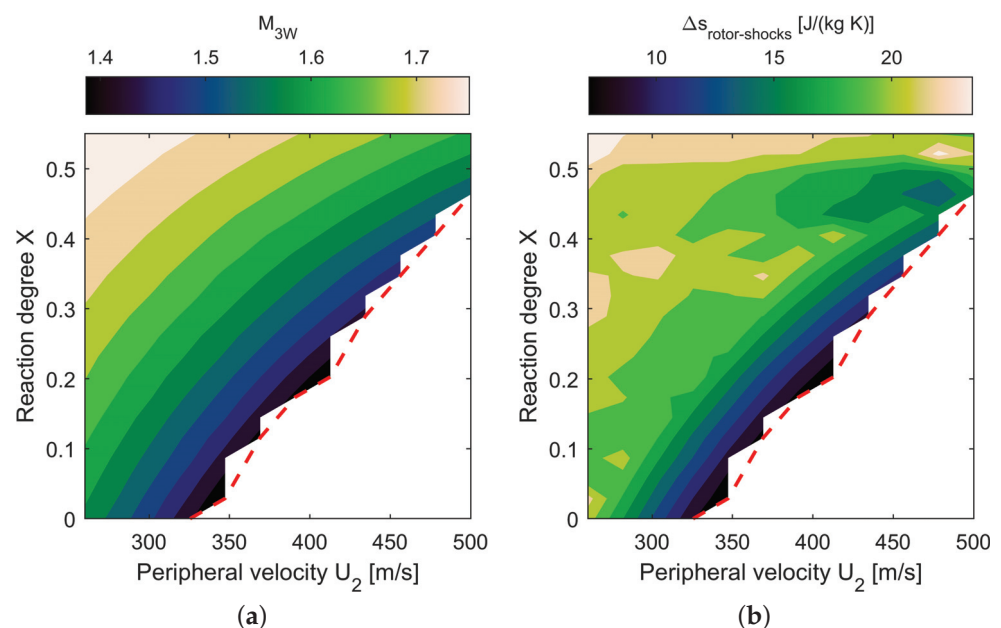 M3W
1.4 1.5 1.6 1.7
Δs rotor-shocks [J/(kg K)]
10 15 20
Reaction degree X
0.5
0.4
0.3
0.2
0.1
0
300 350 400 450 500
Peripheral velocity U2 [m/s]
(a)
Reaction degree X
0.5
0.4
0.3
0.2
0.1
0
300 350 400 450 500
Peripheral velocity U2 [m/s]
(b)